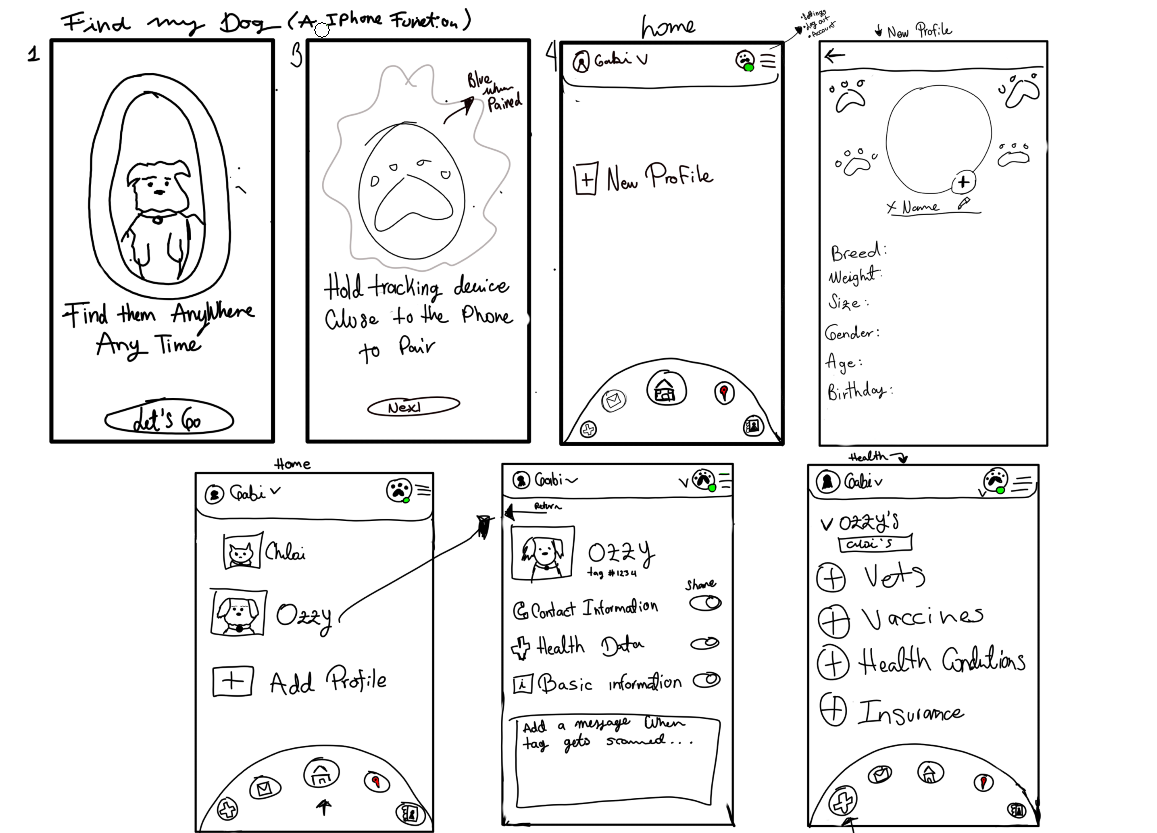 Find my Dog (A IPhone Function)
1
Find them AnyWhere
Any Time
Let's Go
3
Blue
when
Paired
Hold tracking device
Close to the Phone
to Pair
Next
home
4
Gabi
Settings
Log out
Account
+ New Profile
New Profile
+
x Name
Breed:
Weight:
Size:
Gender:
Age:
Birthday:
Home
Gabi
Chloi
Ozzy
+ Add Profile
Gabi
Return
Ozzy
tag #1234
Share
Contact Information
Health Data
i Basic information
Add a message When
tag gets scanned...
Health
Gabi
Ozzy's
Chloi's
+ Vets
+ Vaccines
+ Health Conditions
+ Insurance